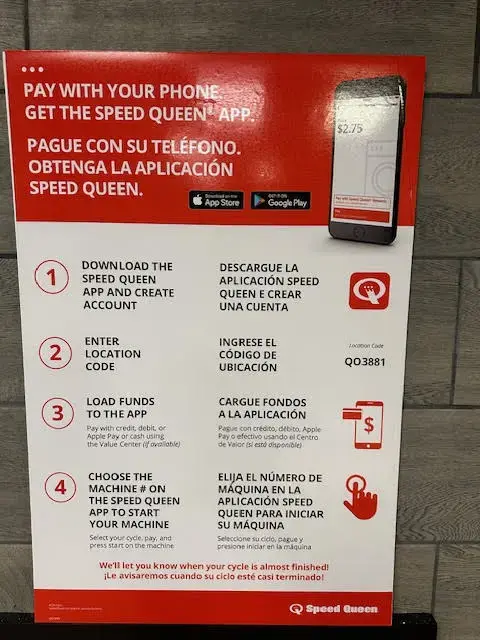 PAY WITH YOUR PHONE.
GET THE SPEED QUEEN® APP.
PAGUE CON SU TELÉFONO.
OBTENGA LA APLICACIÓN
SPEED QUEEN.
Download on the
App Store
GET IT ON
Google Play
$2.75
Pay with Speed Queen® Rewards
1
DOWNLOAD THE
SPEED QUEEN
APP AND CREATE
ACCOUNT
DESCARGUE LA
APLICACIÓN SPEED
QUEEN E CREAR
UNA CUENTA
2
ENTER
LOCATION
CODE
INGRESE EL
CÓDIGO DE
UBICACIÓN
Location Code
QO3881
3
LOAD FUNDS
TO THE APP
Pay with credit, debit, or
Apple Pay or cash using
the Value Center (if available)
CARGUE FONDOS
A LA APLICACIÓN
Pague con crédito, débito, Apple
Pay o efectivo usando el Centro
de Valor (si está disponible)
$
4
CHOOSE THE
MACHINE # ON
THE SPEED QUEEN
APP TO START
YOUR MACHINE
Select your cycle, pay, and
press start on the machine
ELIJA EL NÚMERO DE
MÁQUINA EN LA
APLICACIÓN SPEED
QUEEN PARA INICIAR
SU MÁQUINA
Seleccione su ciclo, pague y
presione iniciar en la máquina
We'll let you know when your cycle is almost finished!
¡Le avisaremos cuando su ciclo esté casi terminado!
Speed Queen